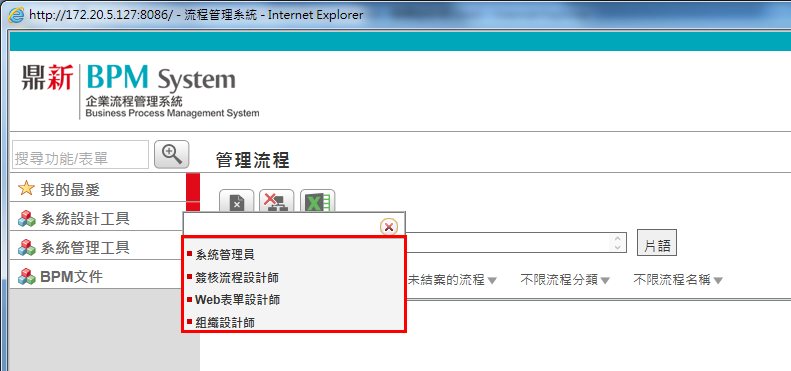 http://172.20.5.127:8086/ - 流程管理系統 - Internet Explorer
鼎新 BPM System
企業流程管理系統
Business Process Management System
搜尋功能/表單
管理流程
我的最愛
系統設計工具
系統管理工具
BPM文件
系統管理員
簽核流程設計師
Web表單設計師
組織設計師
片語
未結案的流程
不限流程分類
不限流程名稱